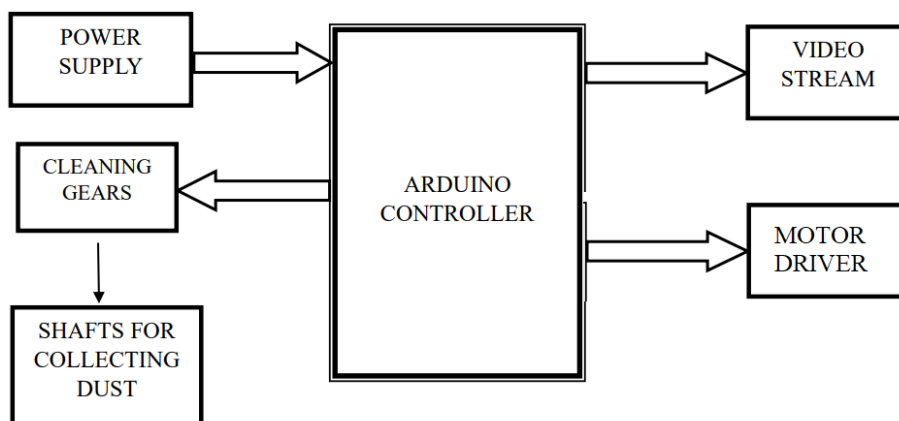 POWER
SUPPLY
VIDEO
STREAM
CLEANING
GEARS
ARDUINO
CONTROLLER
MOTOR
DRIVER
SHAFTS FOR
COLLECTING
DUST